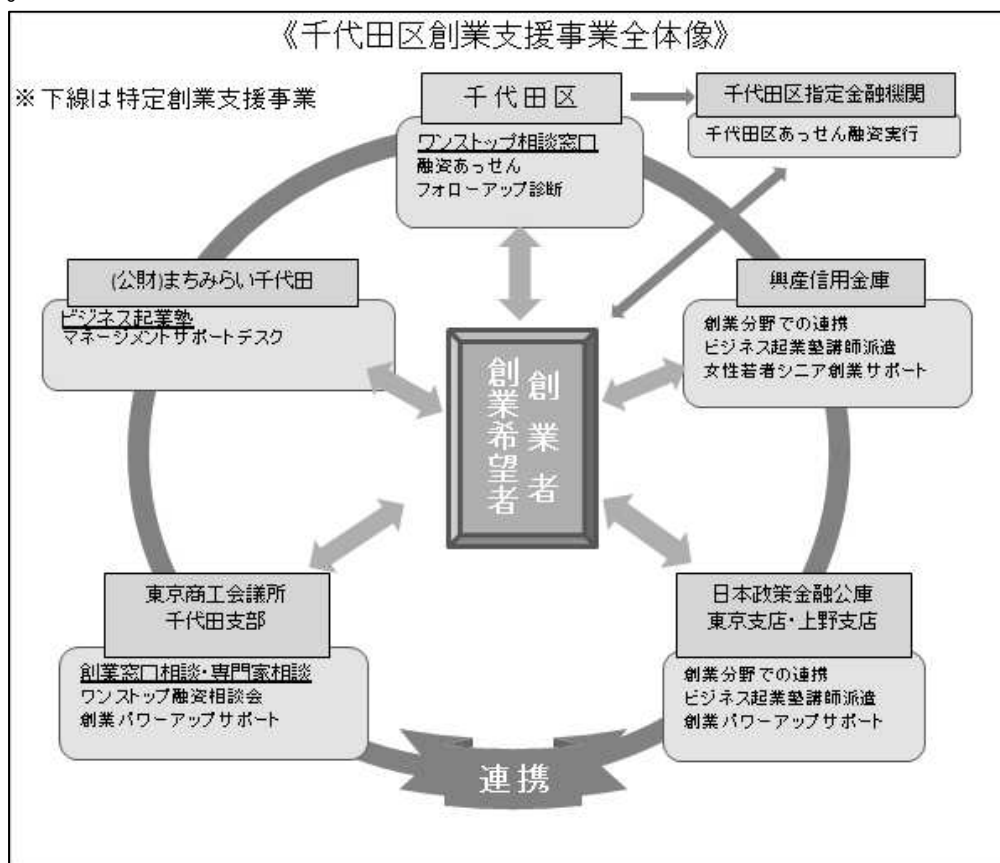 《千代田区創業支援事業全体像》
※下線は特定創業支援事業
千代田区
ワンストップ相談窓口
融資あっせん
フォローアップ診断
千代田区指定金融機関
千代田区あっせん融資実行
(公財)まちみらい千代田
ビジネス起業塾
マネージメントサポートデスク
興産信用金庫
創業分野での連携
ビジネス起業塾講師派遣
女性若者シニア創業サポート
創業者
創業希望者
東京商工会議所
千代田支部
創業窓口相談・専門家相談
ワンストップ融資相談会
創業パワーアップサポート
日本政策金融公庫
東京支店・上野支店
創業分野での連携
ビジネス起業塾講師派遣
創業パワーアップサポート
連携